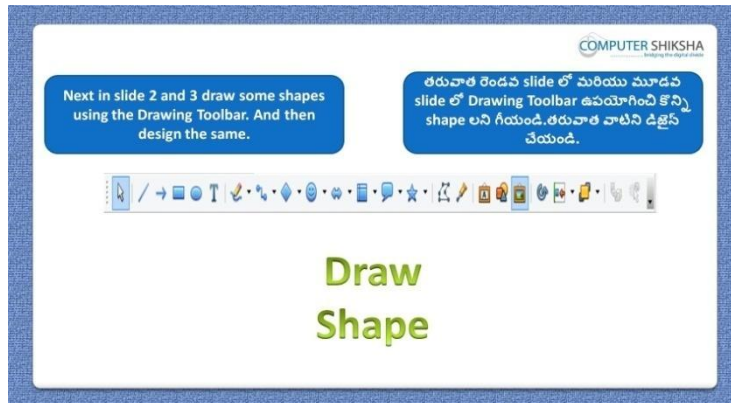 COMPUTER SHIKSHA
bridging the digital divide
Next in slide 2 and 3 draw some shapes
using the Drawing Toolbar. And then
design the same.
తరువాత రెండవ slide లో మరియు మూడవ
slide లో Drawing Toolbar ఉపయోగించి కొన్ని
shape లని గీయండి.తరువాత వాటిని డిజైన్
చేయండి.
T
Draw
Shape